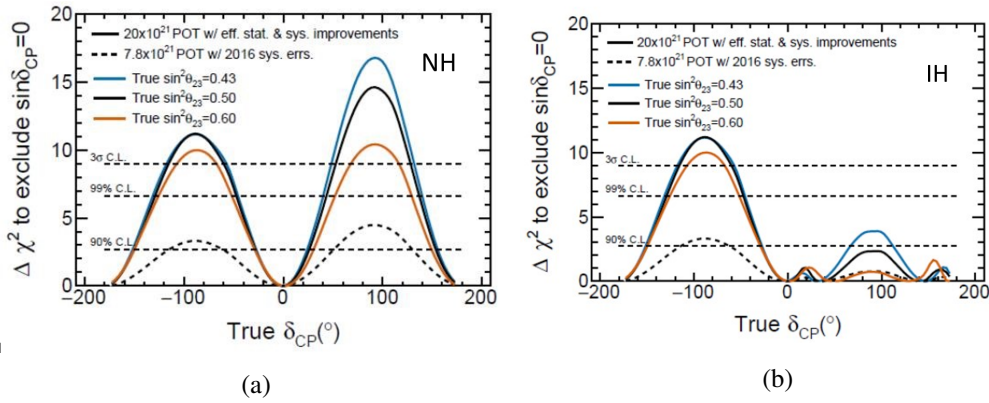 20
15
10
5
0
−200
−100
0
100
200
Δ χ² to exclude sinδCP=0
True δCP(°)
20x10²¹ POT w/ eff. stat. & sys. improvements
7.8x10²¹ POT w/ 2016 sys. errs.
True sin²θ₂₃=0.43
True sin²θ₂₃=0.50
True sin²θ₂₃=0.60
NH
3σ C.L.
99% C.L.
90% C.L.
(a)
20
15
10
5
0
−200
−100
0
100
200
Δ χ² to exclude sinδCP=0
True δCP(°)
20x10²¹ POT w/ eff. stat. & sys. improvements
7.8x10²¹ POT w/ 2016 sys. errs.
True sin²θ₂₃=0.43
True sin²θ₂₃=0.50
True sin²θ₂₃=0.60
IH
3σ C.L.
99% C.L.
90% C.L.
(b)